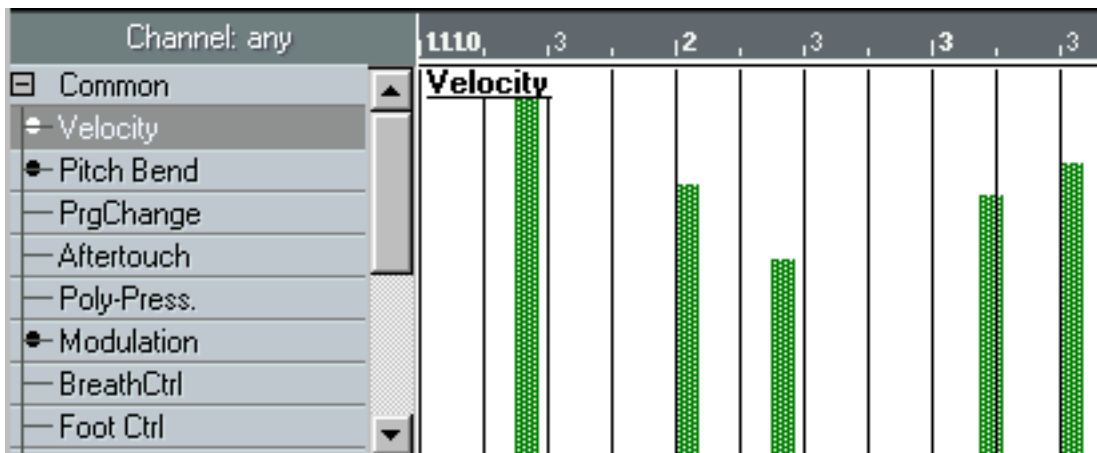 Channel: any
1.1.1.0, 3 2 3 3 3
Common
Velocity
Velocity
Pitch Bend
PrgChange
Aftertouch
Poly-Press.
Modulation
BreathCtrl
Foot Ctrl